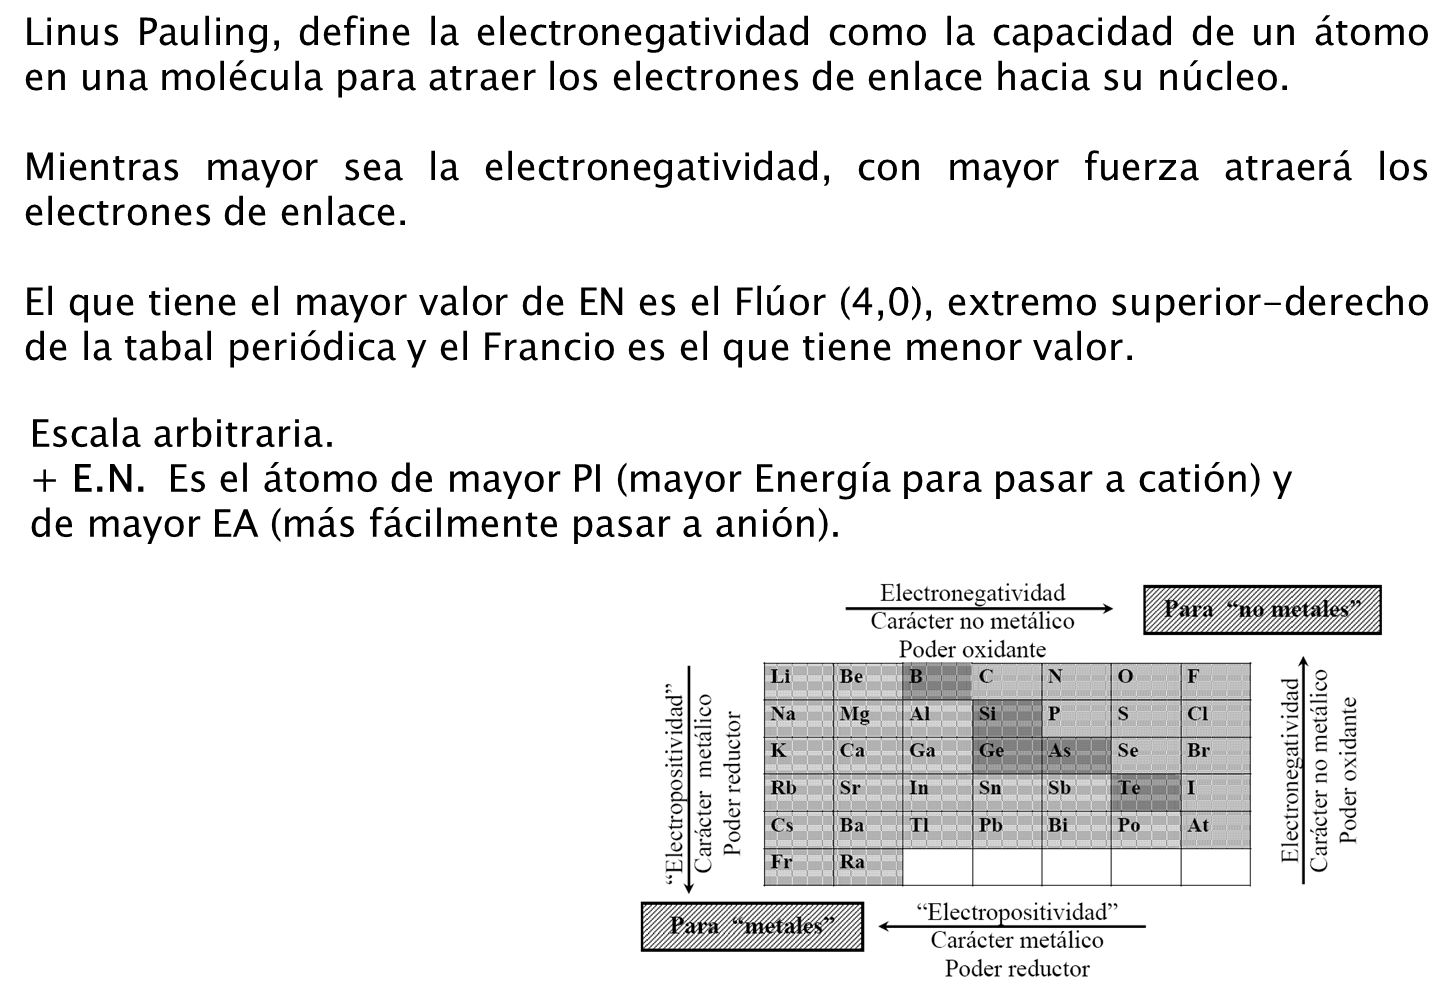 Linus Pauling, define la electronegatividad como la capacidad de un átomo
en una molécula para atraer los electrones de enlace hacia su núcleo.
Mientras mayor sea la electronegatividad, con mayor fuerza atraerá los
electrones de enlace.
El que tiene el mayor valor de EN es el Flúor (4,0), extremo superior-derecho
de la tabal periódica y el Francio es el que tiene menor valor.
Escala arbitraria.
+ E.N. Es el átomo de mayor PI (mayor Energía para pasar a catión) y
de mayor EA (más fácilmente pasar a anión).
Electronegatividad
Carácter no metálico
Poder oxidante
Para “no metales”
“Electropositividad”
Carácter metálico
Poder reductor
Li Be B C N O F
Na Mg Al Si P S Cl
K Ca Ga Ge As Se Br
Rb Sr In Sn Sb Te I
Cs Ba Tl Pb Bi Po At
Fr Ra
Electronegatividad
Carácter no metálico
Poder oxidante
Para “metales”
“Electropositividad”
Carácter metálico
Poder reductor